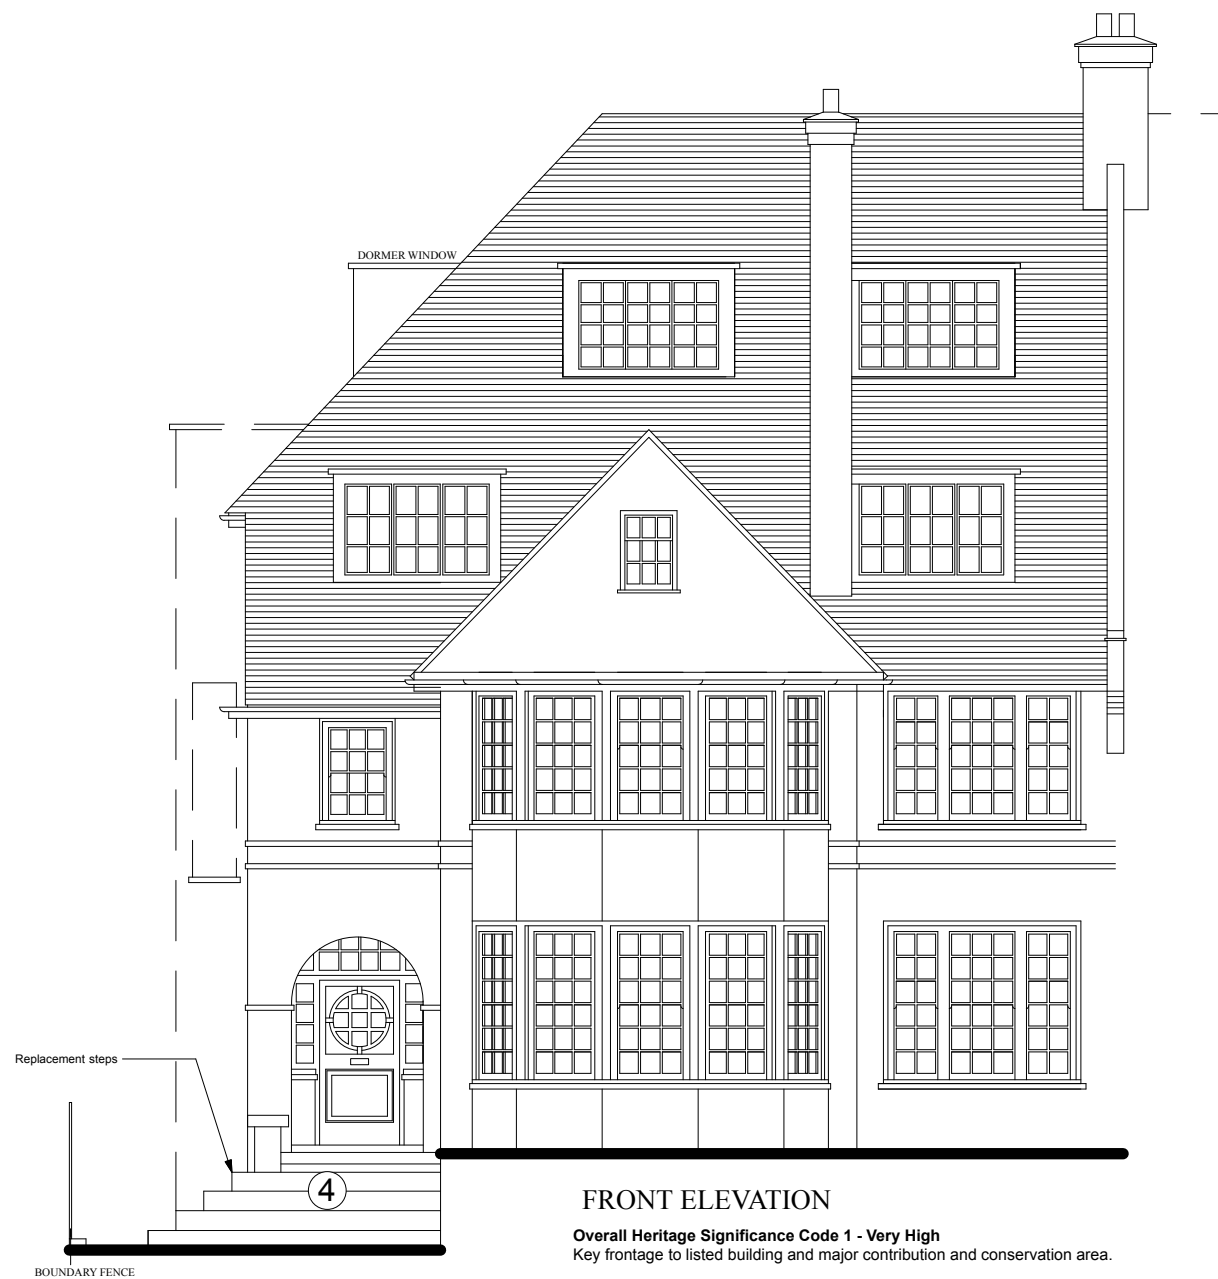 DORMER WINDOW
Replacement steps
4
FRONT ELEVATION
Overall Heritage Significance Code 1 - Very High
Key frontage to listed building and major contribution and conservation area.
BOUNDARY FENCE